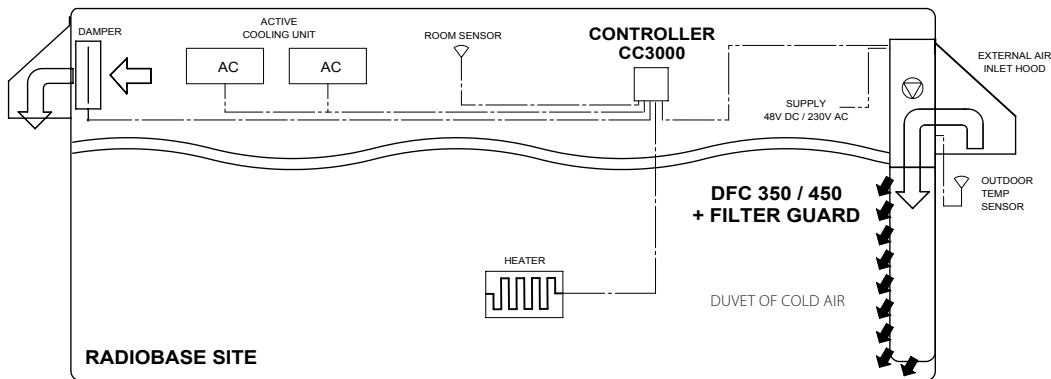 DAMPER
ACTIVE
COOLING UNIT
AC
AC
ROOM SENSOR
CONTROLLER
CC3000
SUPPLY
48V DC / 230V AC
EXTERNAL AIR
INLET HOOD
OUTDOOR
TEMP
SENSOR
DFC 350 / 450
+ FILTER GUARD
HEATER
DUVET OF COLD AIR
RADIOBASE SITE